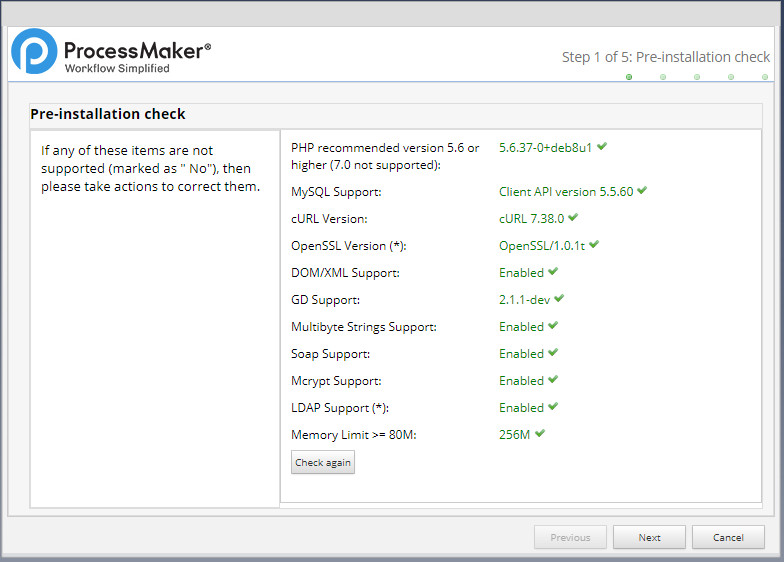 ProcessMaker®
Workflow Simplified
Step 1 of 5: Pre-installation check
Pre-installation check
If any of these items are not
supported (marked as " No"), then
please take actions to correct them.
PHP recommended version 5.6 or
higher (7.0 not supported):
5.6.37-0+deb8u1
MySQL Support:
Client API version 5.5.60
cURL Version:
cURL 7.38.0
OpenSSL Version (*):
OpenSSL/1.0.1t
DOM/XML Support:
Enabled
GD Support:
2.1.1-dev
Multibyte Strings Support:
Enabled
Soap Support:
Enabled
Mcrypt Support:
Enabled
LDAP Support (*):
Enabled
Memory Limit >= 80M:
256M
Check again
Previous
Next
Cancel